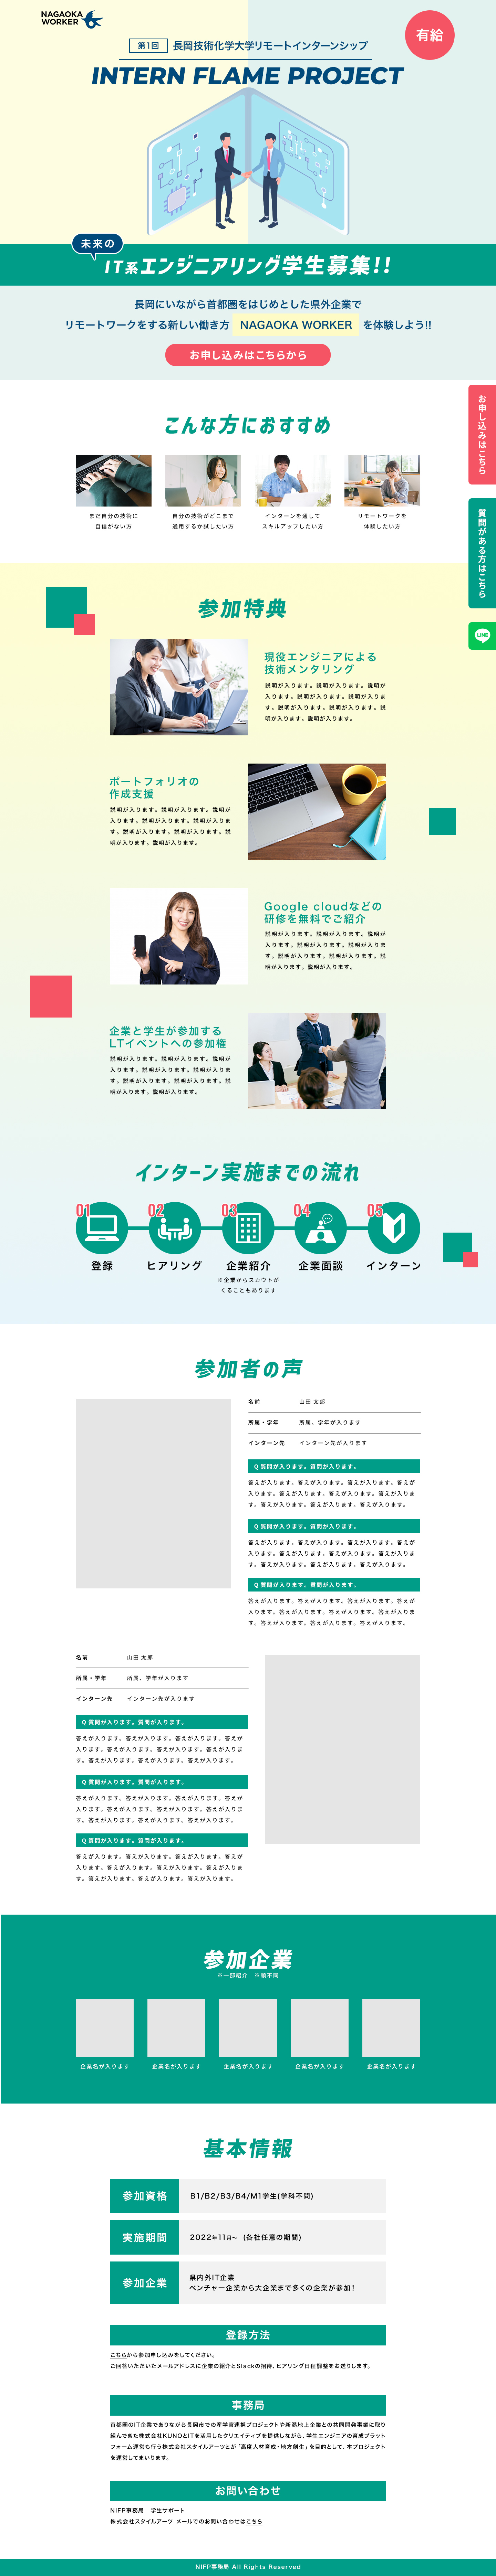 NAGAOKA
WORKER
有給
第1回 長岡技術化学大学リモートインターンシップ
INTERN FLAME PROJECT
未来の
IT系エンジニアリング学生募集!!
長岡にいながら首都圏をはじめとした県外企業で
リモートワークをする新しい働き方 NAGAOKA WORKER を体験しよう!!
お申し込みはこちらから
お申し込みはこちら
質問がある方はこちら
LINE
こんな方におすすめ
まだ自分の技術に
自信がない方
自分の技術がどこまで
通用するか試したい方
インターンを通して
スキルアップしたい方
リモートワークを
体験したい方
参加特典
現役エンジニアによる
技術メンタリング
説明が入ります。説明が入ります。説明が
入ります。説明が入ります。説明が入りま
す。説明が入ります。説明が入ります。説
明が入ります。説明が入ります。
ポートフォリオの
作成支援
説明が入ります。説明が入ります。説明が
入ります。説明が入ります。説明が入りま
す。説明が入ります。説明が入ります。説
明が入ります。説明が入ります。
Google cloudなどの
研修を無料でご紹介
説明が入ります。説明が入ります。説明が
入ります。説明が入ります。説明が入りま
す。説明が入ります。説明が入ります。説
明が入ります。説明が入ります。
企業と学生が参加する
LTイベントへの参加権
説明が入ります。説明が入ります。説明が
入ります。説明が入ります。説明が入りま
す。説明が入ります。説明が入ります。説
明が入ります。説明が入ります。
インターン実施までの流れ
01
登録
02
ヒアリング
03
企業紹介
※企業からスカウトが
くることもあります
04
企業面談
05
インターン
参加者の声
名前 山田 太郎
所属・学年 所属、学年が入ります
インターン先 インターン先が入ります
Q 質問が入ります。質問が入ります。
答えが入ります。答えが入ります。答えが入ります。答えが
入ります。答えが入ります。答えが入ります。答えが入りま
す。答えが入ります。答えが入ります。答えが入ります。
Q 質問が入ります。質問が入ります。
答えが入ります。答えが入ります。答えが入ります。答えが
入ります。答えが入ります。答えが入ります。答えが入りま
す。答えが入ります。答えが入ります。答えが入ります。
Q 質問が入ります。質問が入ります。
答えが入ります。答えが入ります。答えが入ります。答えが
入ります。答えが入ります。答えが入ります。答えが入りま
す。答えが入ります。答えが入ります。答えが入ります。
名前 山田 太郎
所属・学年 所属、学年が入ります
インターン先 インターン先が入ります
Q 質問が入ります。質問が入ります。
答えが入ります。答えが入ります。答えが入ります。答えが
入ります。答えが入ります。答えが入ります。答えが入りま
す。答えが入ります。答えが入ります。答えが入ります。
Q 質問が入ります。質問が入ります。
答えが入ります。答えが入ります。答えが入ります。答えが
入ります。答えが入ります。答えが入ります。答えが入りま
す。答えが入ります。答えが入ります。答えが入ります。
Q 質問が入ります。質問が入ります。
答えが入ります。答えが入ります。答えが入ります。答えが
入ります。答えが入ります。答えが入ります。答えが入りま
す。答えが入ります。答えが入ります。答えが入ります。
参加企業
※一部紹介 ※順不同
企業名が入ります
企業名が入ります
企業名が入ります
企業名が入ります
企業名が入ります
基本情報
参加資格 B1/B2/B3/B4/M1学生(学科不問)
実施期間 2022年11月〜 (各社任意の期間)
参加企業
県内外IT企業
ベンチャー企業から大企業まで多くの企業が参加！
登録方法
こちらから参加申し込みをしてください。
ご回答いただいたメールアドレスに企業の紹介とSlackの招待、ヒアリング日程調整をお送りします。
事務局
首都圏のIT企業でありながら長岡市での産学官連携プロジェクトや新潟地上企業との共同開発事業に取り
組んできた株式会社KUNOとITを活用したクリエイティブを提供しながら、学生エンジニアの育成プラット
フォーム運営も行う株式会社スタイルアーツとが「高度人材育成・地方創生」を目的として、本プロジェクト
を運営してまいります。
お問い合わせ
NIFP事務局 学生サポート
株式会社スタイルアーツ メールでのお問い合わせはこちら
NIFP事務局 All Rights Reserved